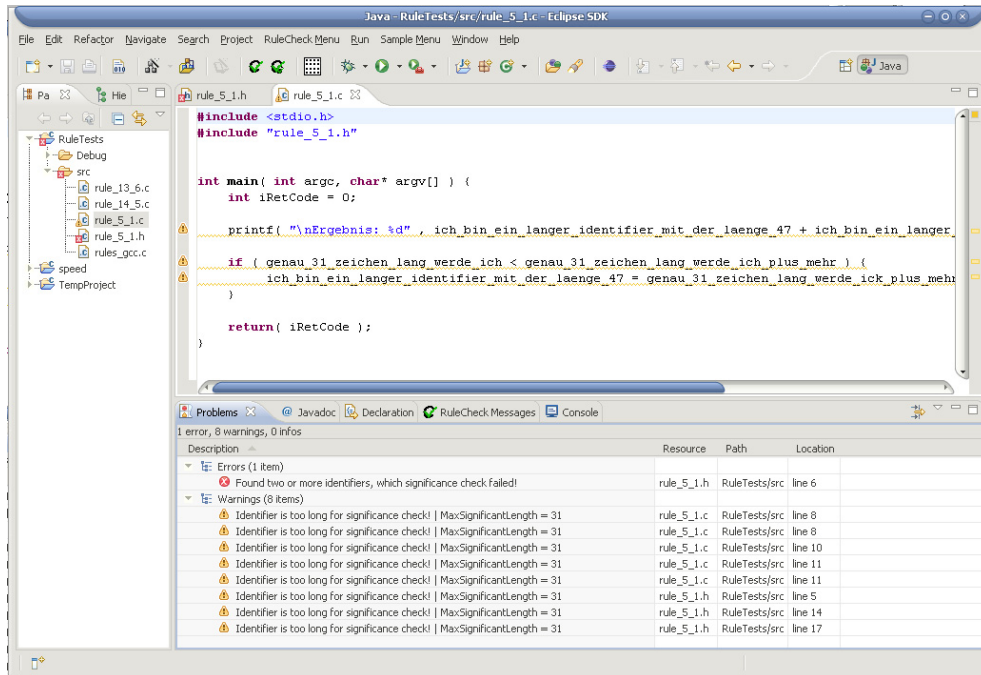 Java - RuleTests/src/rule_5_1.c - Eclipse SDK
File Edit Refactor Navigate Search Project RuleCheck Menu Run Sample Menu Window Help
Java
Pa Hie
rule_5_1.h rule_5_1.c
RuleTests
Debug
src
rule_13_6.c
rule_14_5.c
rule_5_1.c
rule_5_1.h
rules_gcc.c
speed
TempProject
#include <stdio.h>
#include "rule_5_1.h"
int main( int argc, char* argv[] ) {
int iRetCode = 0;
printf( "\nErgebnis: %d" , ich_bin_ein_langer_identifier_mit_der_laenge_47 + ich_bin_ein_langer_
if ( genau_31_zeichen_lang_werde_ich < genau_31_zeichen_lang_werde_ich_plus_mehr ) {
ich_bin_ein_langer_identifier_mit_der_laenge_47 = genau_31_zeichen_lang_werde_ick_plus_mehr
}
return( iRetCode );
}
Problems Javadoc Declaration RuleCheck Messages Console
1 error, 8 warnings, 0 infos
Description Resource Path Location
Errors (1 item)
Found two or more identifiers, which significance check failed! rule_5_1.h RuleTests/src line 6
Warnings (8 items)
Identifier is too long for significance check! | MaxSignificantLength = 31 rule_5_1.c RuleTests/src line 8
Identifier is too long for significance check! | MaxSignificantLength = 31 rule_5_1.c RuleTests/src line 8
Identifier is too long for significance check! | MaxSignificantLength = 31 rule_5_1.c RuleTests/src line 10
Identifier is too long for significance check! | MaxSignificantLength = 31 rule_5_1.c RuleTests/src line 11
Identifier is too long for significance check! | MaxSignificantLength = 31 rule_5_1.c RuleTests/src line 11
Identifier is too long for significance check! | MaxSignificantLength = 31 rule_5_1.h RuleTests/src line 5
Identifier is too long for significance check! | MaxSignificantLength = 31 rule_5_1.h RuleTests/src line 14
Identifier is too long for significance check! | MaxSignificantLength = 31 rule_5_1.h RuleTests/src line 17